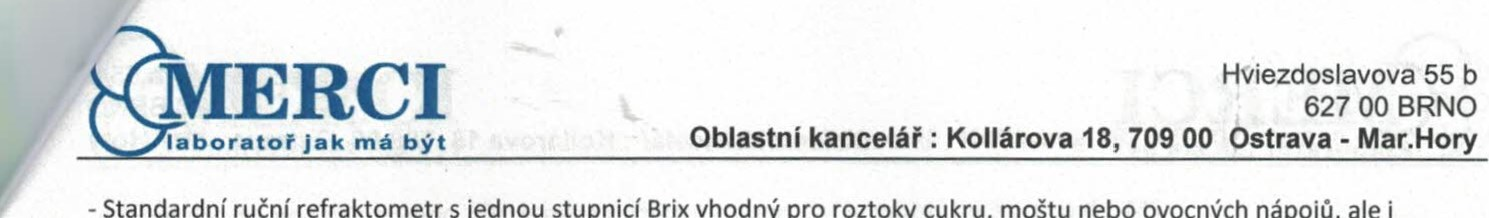 MERCI
laboratoř jak má být
Hviezdoslavova 55 b
627 00 BRNO
Oblastní kancelář : Kollárova 18, 709 00 Ostrava - Mar.Hory
- Standardní ruční refraktometr s jednou stupnicí Brix vhodný pro roztoky cukru, moštu nebo ovocných nápojů, ale i